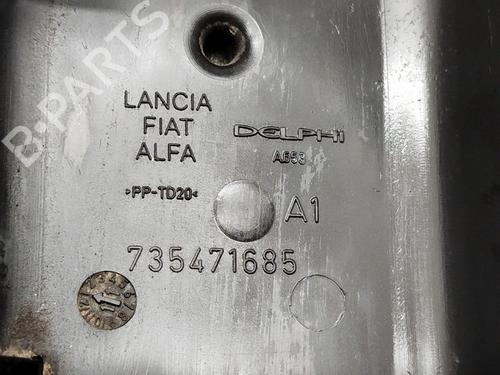 B-PARTS
LANCIA
FIAT
ALFA
DELPHI
A653
>PP-TD20<
A1
735471685